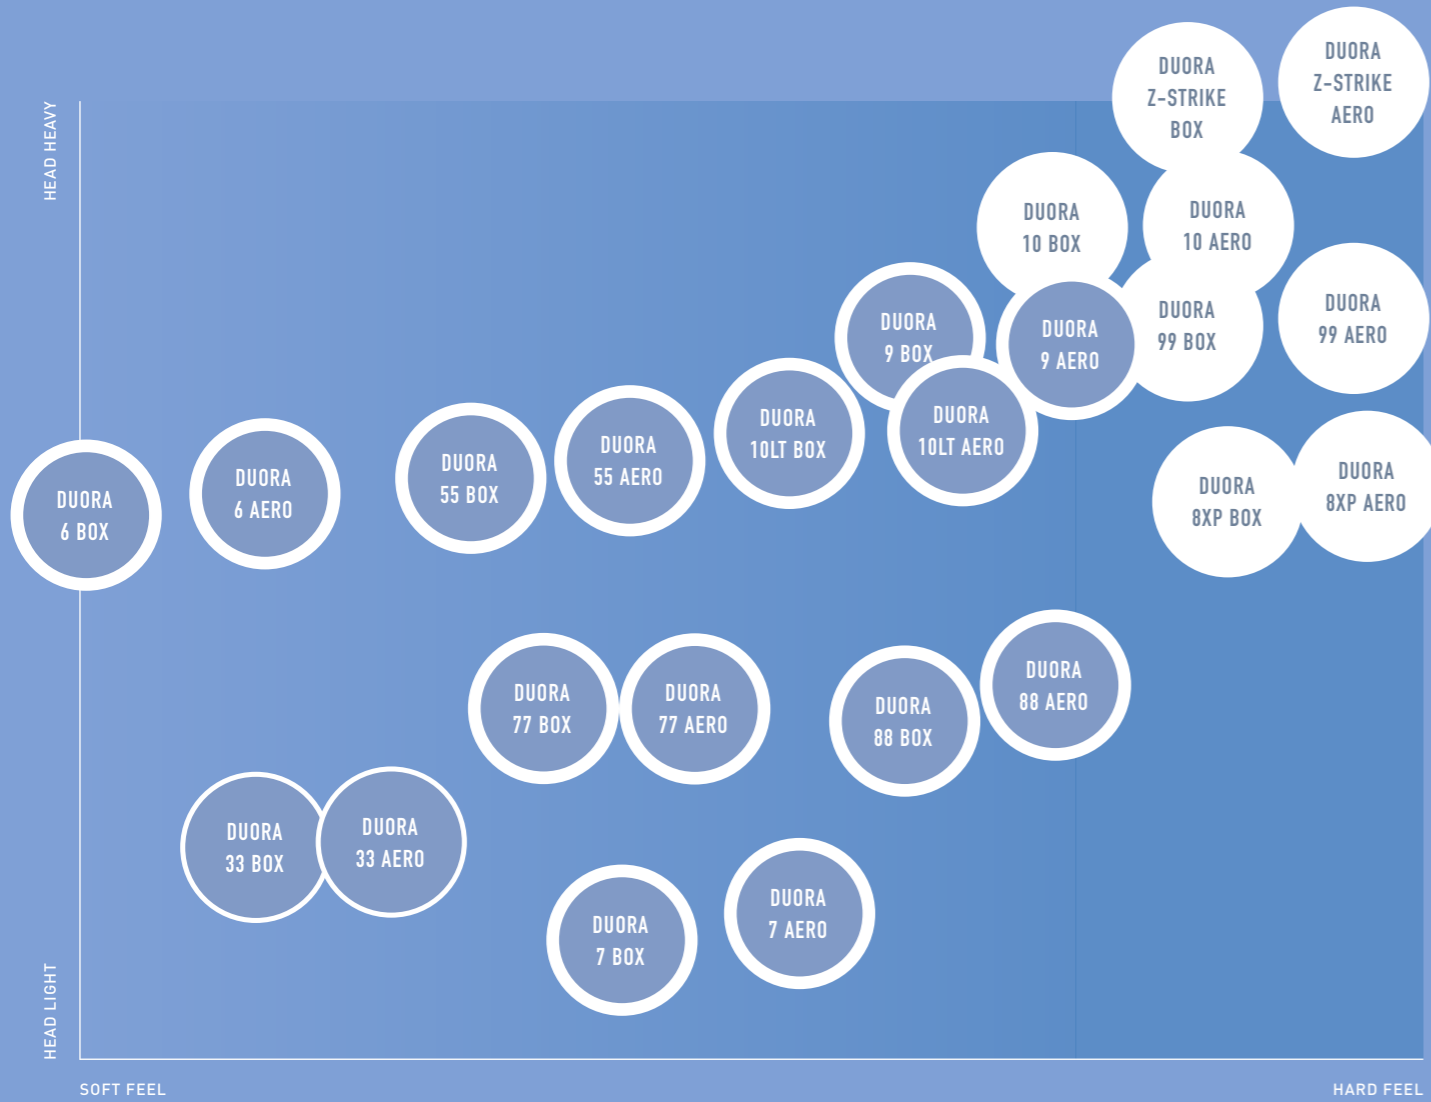 HEAD HEAVY
DUORA
Z-STRIKE
BOX
DUORA
Z-STRIKE
AERO
DUORA
10 BOX
DUORA
10 AERO
DUORA
9 BOX
DUORA
9 AERO
DUORA
99 BOX
DUORA
99 AERO
DUORA
6 BOX
DUORA
6 AERO
DUORA
55 BOX
DUORA
55 AERO
DUORA
10LT BOX
DUORA
10LT AERO
DUORA
8XP BOX
DUORA
8XP AERO
DUORA
77 BOX
DUORA
77 AERO
DUORA
88 BOX
DUORA
88 AERO
DUORA
33 BOX
DUORA
33 AERO
DUORA
7 BOX
DUORA
7 AERO
HEAD LIGHT
SOFT FEEL
HARD FEEL